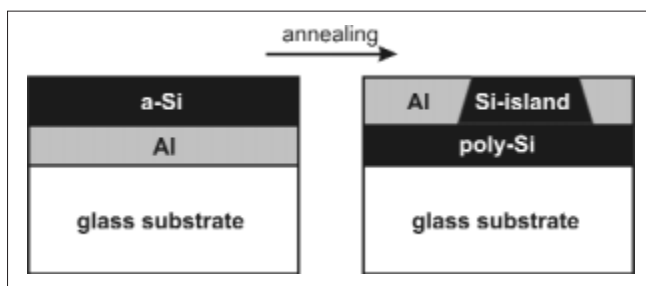 annealing
a-Si
Al
glass substrate
Al Si-island
poly-Si
glass substrate